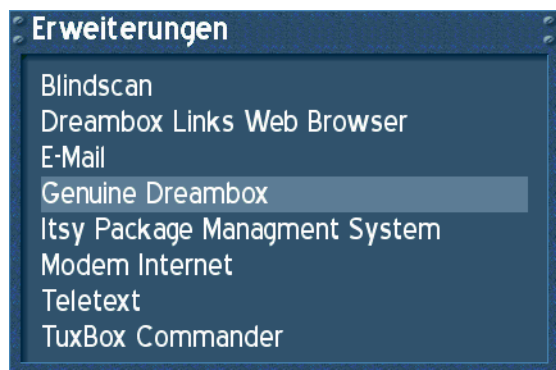 Erweiterungen
Blindscan
Dreambox Links Web Browser
E-Mail
Genuine Dreambox
Itsy Package Managment System
Modem Internet
Teletext
TuxBox Commander